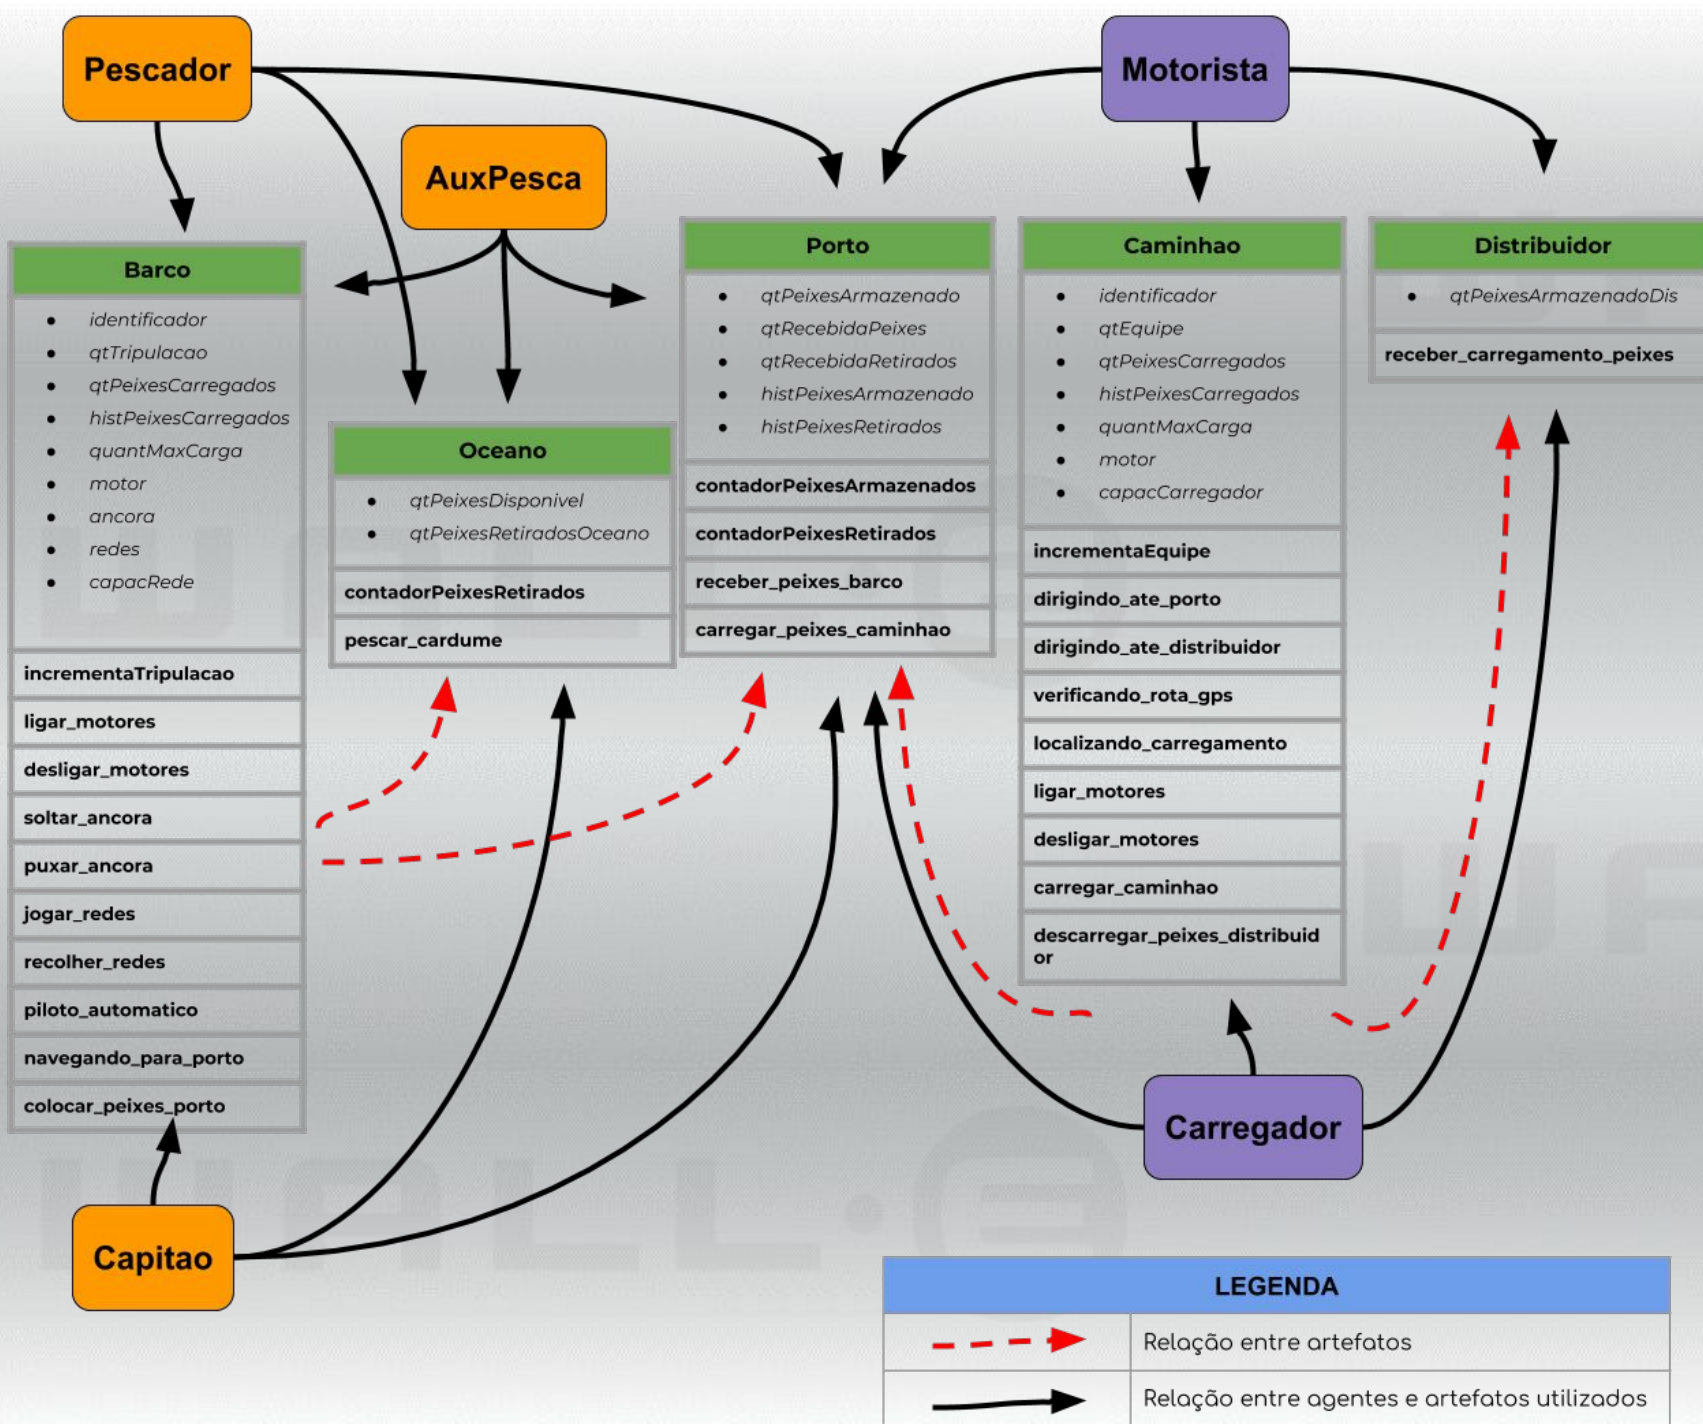 Pescador
Motorista
AuxPesca
Barco
identificador
qtTripulacao
qtPeixesCarregados
histPeixesCarregados
quantMaxCarga
motor
ancora
redes
capacRede
incrementaTripulacao
ligar_motores
desligar_motores
soltar_ancora
puxar_ancora
jogar_redes
recolher_redes
piloto_automatico
navegando_para_porto
colocar_peixes_porto
Oceano
qtPeixesDisponivel
qtPeixesRetiradosOceano
contadorPeixesRetirados
pescar_cardume
Porto
qtPeixesArmazenado
qtRecebidaPeixes
qtRecebidaRetirados
histPeixesArmazenado
histPeixesRetirados
contadorPeixesArmazenados
contadorPeixesRetirados
receber_peixes_barco
carregar_peixes_caminhao
Caminhao
identificador
qtEquipe
qtPeixesCarregados
histPeixesCarregados
quantMaxCarga
motor
capacCarregador
incrementaEquipe
dirigindo_ate_porto
dirigindo_ate_distribuidor
verificando_rota_gps
localizando_carregamento
ligar_motores
desligar_motores
carregar_caminhao
descarregar_peixes_distribuid
or
Distribuidor
qtPeixesArmazenadoDis
receber_carregamento_peixes
Carregador
Capitao
LEGENDA
Relação entre artefatos
Relação entre agentes e artefatos utilizados
WALL·E
WALL·E
WA